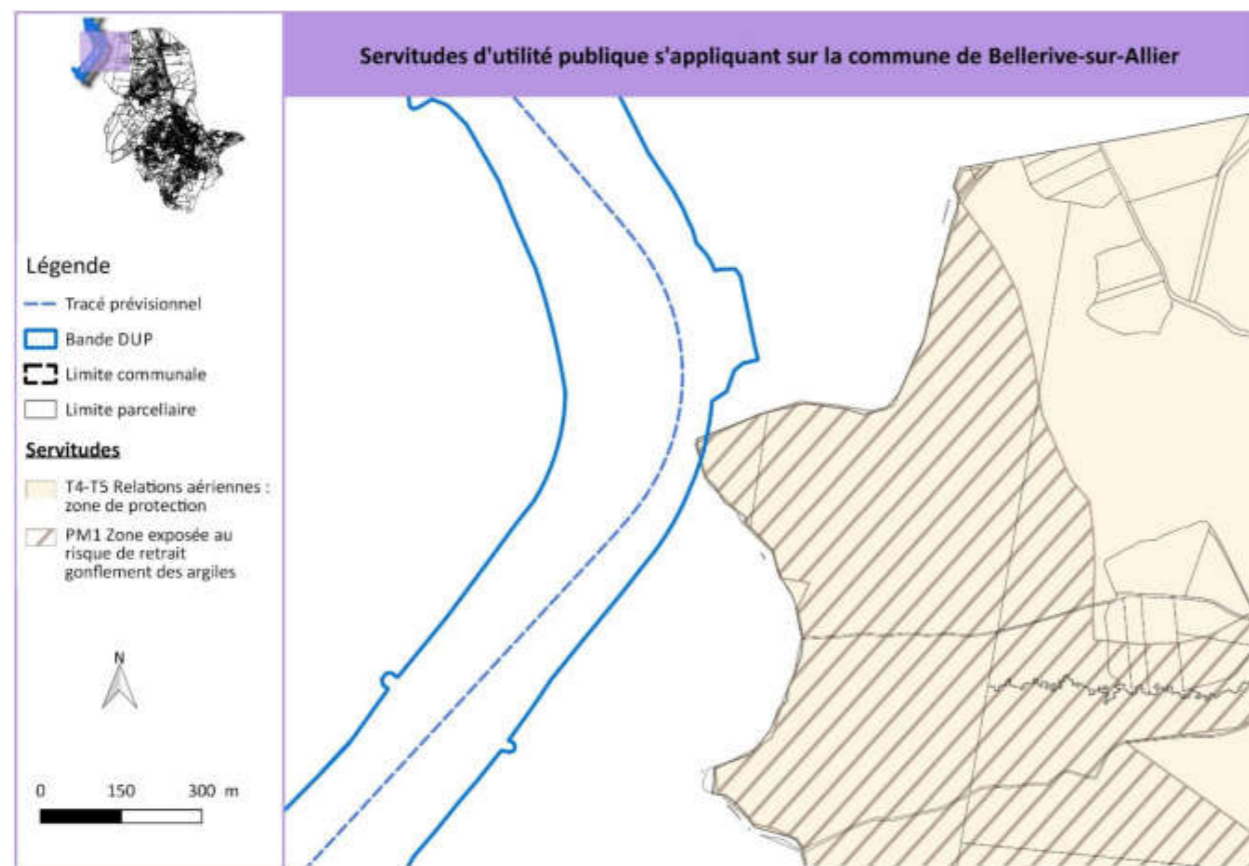 Servitudes d'utilité publique s'appliquant sur la commune de Bellerive-sur-Allier
Légende
Tracé prévisionnel
Bande DUP
Limite communale
Limite parcellaire
Servitudes
T4-T5 Relations aériennes :
zone de protection
PM1 Zone exposée au
risque de retrait
gonflement des argiles
N
0 150 300 m